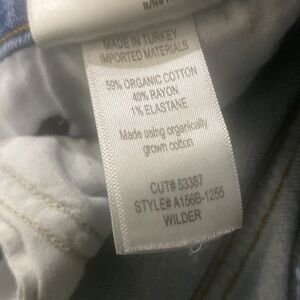 MADE IN TURKEY
IMPORTED MATERIALS
59% ORGANIC COTTON
40% RAYON
1% ELASTANE
Made using organically
grown cotton
CUT# 53387
STYLE# A156B-1255
WILDER